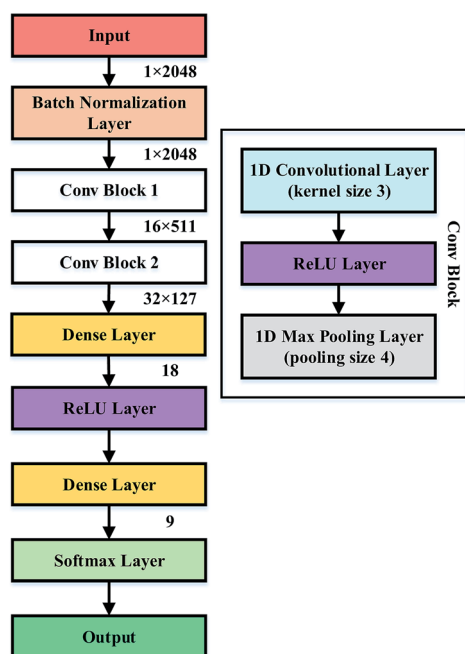 Input
1×2048
Batch Normalization
Layer
1×2048
Conv Block 1
16×511
Conv Block 2
32×127
Dense Layer
18
ReLU Layer
Dense Layer
9
Softmax Layer
Output
1D Convolutional Layer
(kernel size 3)
ReLU Layer
1D Max Pooling Layer
(pooling size 4)
Conv Block